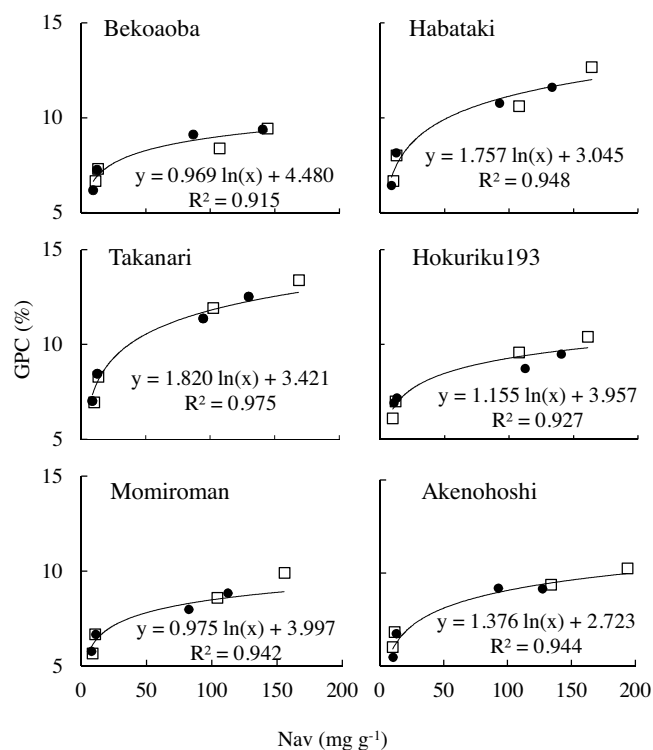 Bekoaoba
Habataki
15
10
5
y = 0.969 ln(x) + 4.480
R² = 0.915
y = 1.757 ln(x) + 3.045
R² = 0.948
Takanari
Hokuriku193
15
10
5
y = 1.820 ln(x) + 3.421
R² = 0.975
y = 1.155 ln(x) + 3.957
R² = 0.927
GPC (%)
Momiroman
Akenohoshi
15
10
5
y = 0.975 ln(x) + 3.997
R² = 0.942
y = 1.376 ln(x) + 2.723
R² = 0.944
0 50 100 150 200 0 50 100 150 200
Nav (mg g⁻¹)